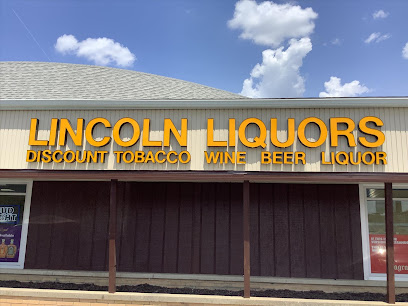 LINCOLN LIQUORS
DISCOUNT TOBACCO WINE BEER LIQUOR